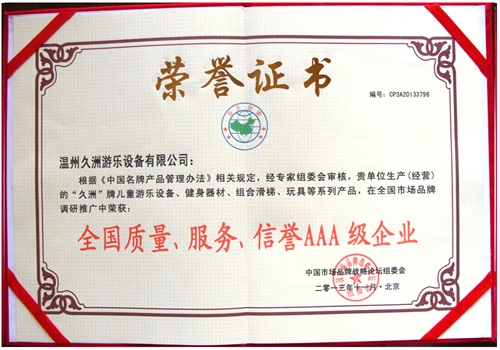 荣誉证书
编号：CP3A20133796
温州久洲游乐设备有限公司：
根据《中国名牌产品管理办法》相关规定，经专家组委会审核，贵单位生产(经营)
的“久洲”牌儿童游乐设备、健身器材、组合滑梯、玩具等系列产品，在全国市场品牌
调研推广中荣获：
全国质量、服务、信誉AAA级企业
中国市场品牌战略论坛组委会
二零一三年十一月·北京